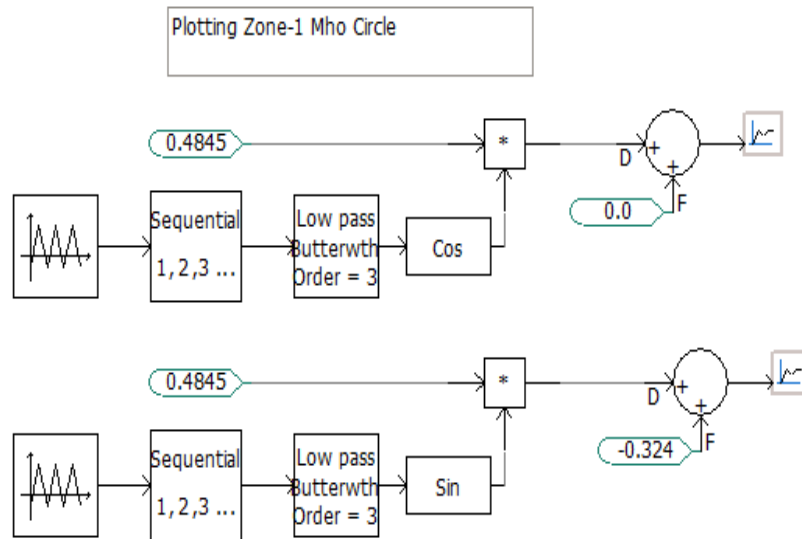 Plotting Zone-1 Mho Circle
0.4845
*
D
+
+
F
0.0
Sequential
1,2,3 ...
Low pass
Butterwth
Order = 3
Cos
0.4845
*
D
+
+
F
-0.324
Sequential
1,2,3 ...
Low pass
Butterwth
Order = 3
Sin